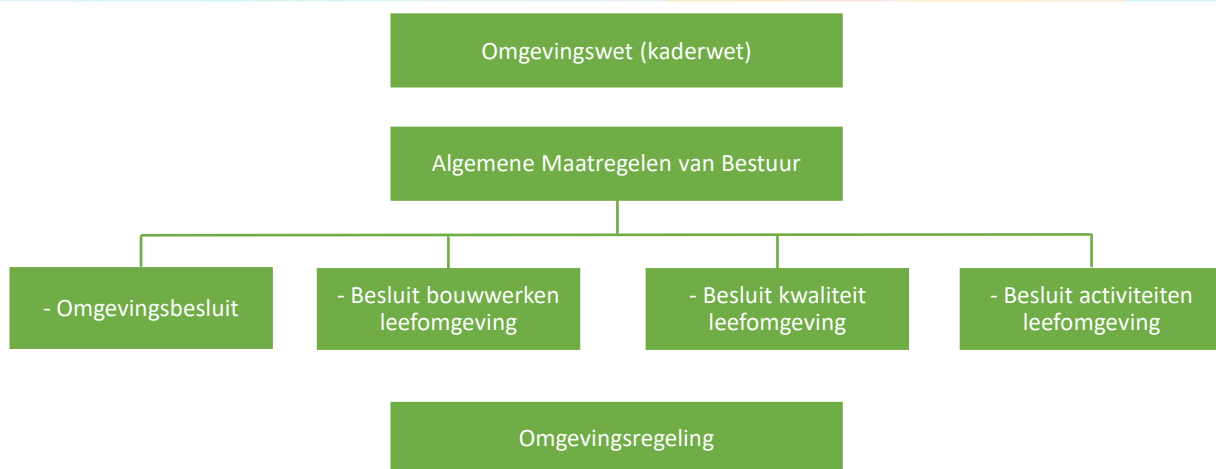 Omgevingswet (kaderwet)
Algemene Maatregelen van Bestuur
- Omgevingsbesluit
- Besluit bouwwerken
leefomgeving
- Besluit kwaliteit
leefomgeving
- Besluit activiteiten
leefomgeving
Omgevingsregeling